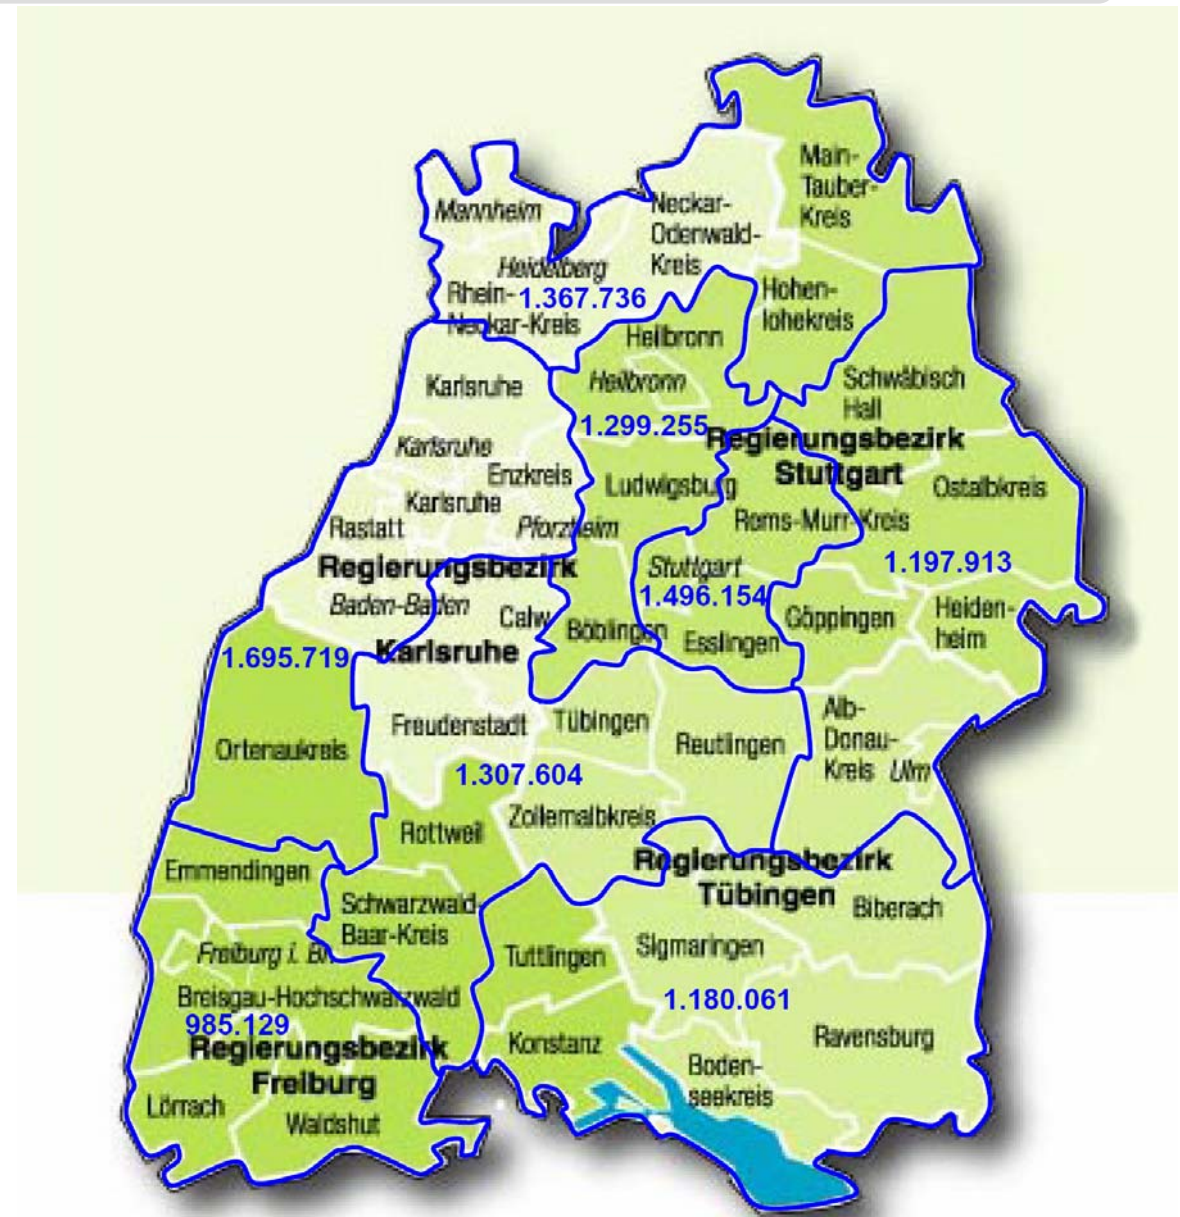 Main-
Tauber-
Kreis
Mannheim
Neckar-
Odenwald-
Kreis
Heidelberg
Rhein-
Neckar-Kreis
1.367.736
Hohen-
lohekreis
Heilbronn
Heilbronn
1.299.255
Karlsruhe
Schwäbisch
Hall
Karlsruhe
Enzkreis
Karlsruhe
Rastatt
Pforzheim
Regierungsbezirk
Stuttgart
Ludwigsburg
Ostalbkreis
Rems-Murr-Kreis
1.197.913
Regierungsbezirk
Karlsruhe
Stuttgart
1.496.154
Baden-Baden
Calw
Böblingen
Esslingen
Göppingen
Heiden-
heim
1.695.719
Ortenaukreis
Freudenstadt
Tübingen
Reutlingen
Alb-
Donau-
Kreis Ulm
1.307.604
Zollernalbkreis
Rottweil
Regierungsbezirk
Tübingen
Emmendingen
Schwarzwald-
Baar-Kreis
Biberach
Freiburg i. Br.
Tuttlingen
Sigmaringen
Breisgau-Hochschwarzwald
985.129
1.180.061
Regierungsbezirk
Freiburg
Konstanz
Ravensburg
Boden-
seekreis
Lörrach
Waldshut